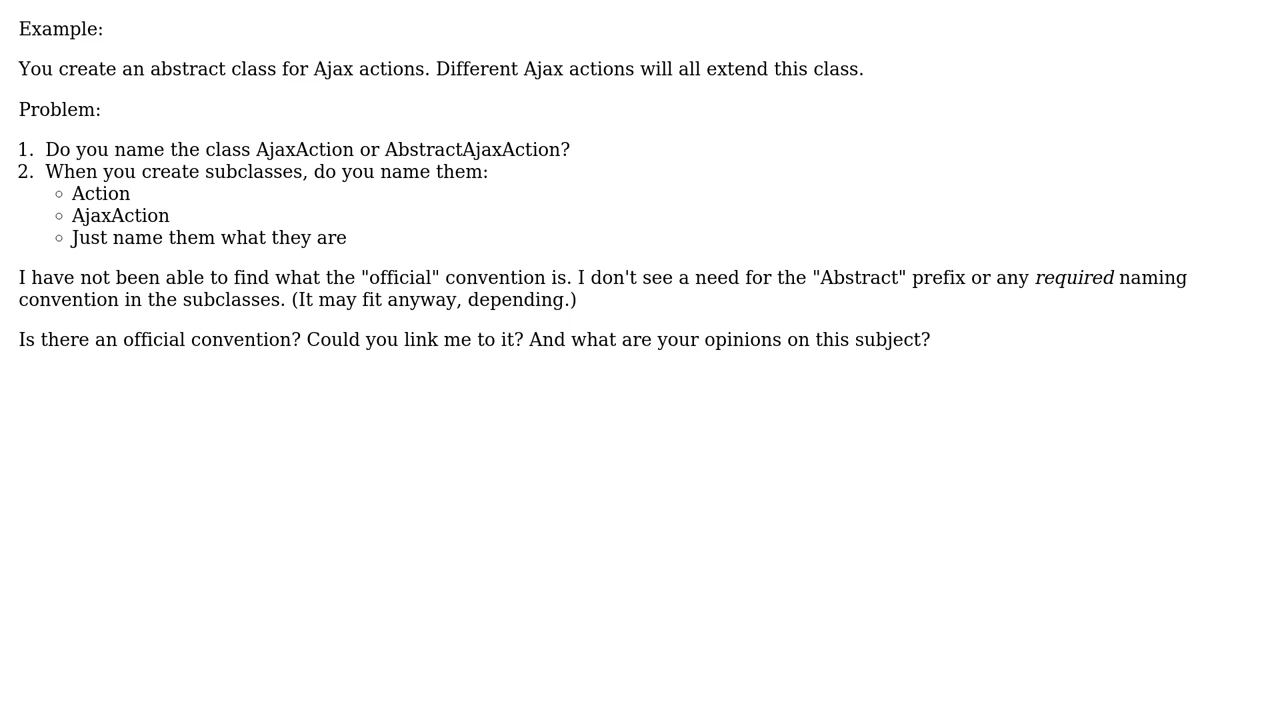 Example:
You create an abstract class for Ajax actions. Different Ajax actions will all extend this class.
Problem:
1. Do you name the class AjaxAction or AbstractAjaxAction?
2. When you create subclasses, do you name them:
◦ Action
◦ AjaxAction
◦ Just name them what they are
I have not been able to find what the "official" convention is. I don't see a need for the "Abstract" prefix or any required naming
convention in the subclasses. (It may fit anyway, depending.)
Is there an official convention? Could you link me to it? And what are your opinions on this subject?